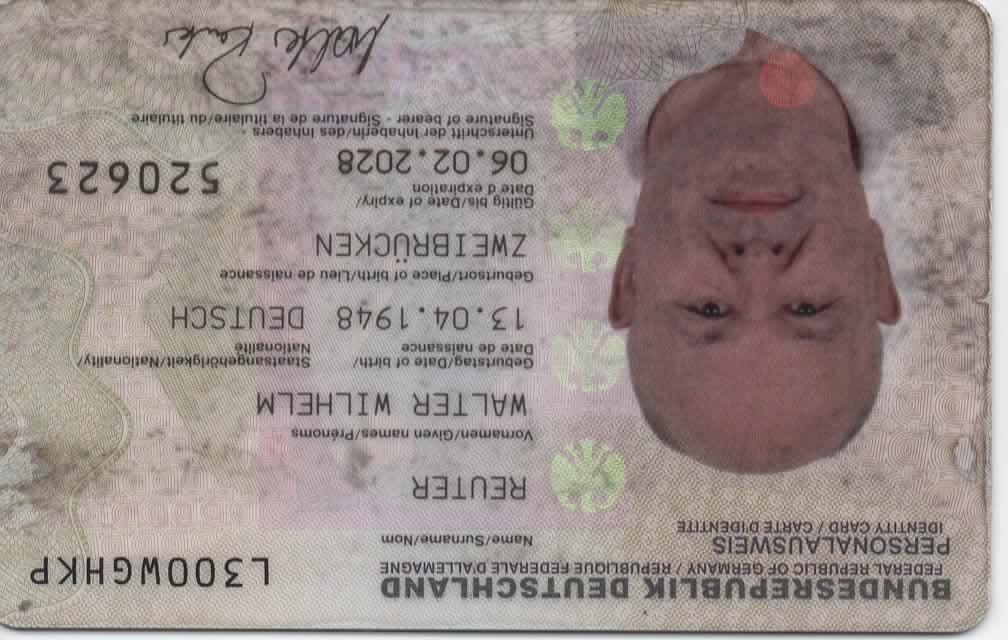 BUNDESREPUBLIK DEUTSCHLAND
FEDERAL REPUBLIC OF GERMANY / REPUBLIQUE FEDERALE D'ALLEMAGNE
PERSONALAUSWEIS
IDENTITY CARD / CARTE D'IDENTITE
L300WGHKP
Name/Surname/Nom
REUTER
Vornamen/Given names/Prénoms
WALTER WILHELM
Geburtstag/Date of birth/
Date de naissance
Staatsangehörigkeit/Nationality/
Nationalité
13.04.1948 DEUTSCH
Geburtsort/Place of birth/Lieu de naissance
ZWEIBRÜCKEN
Gültig bis/Date of expiry/
Date d expiration
06.02.2028
520623
Unterschrift der Inhaberin/des Inhabers -
Signature of bearer - Signature de la titulaire/du titulaire
Walter Reuter